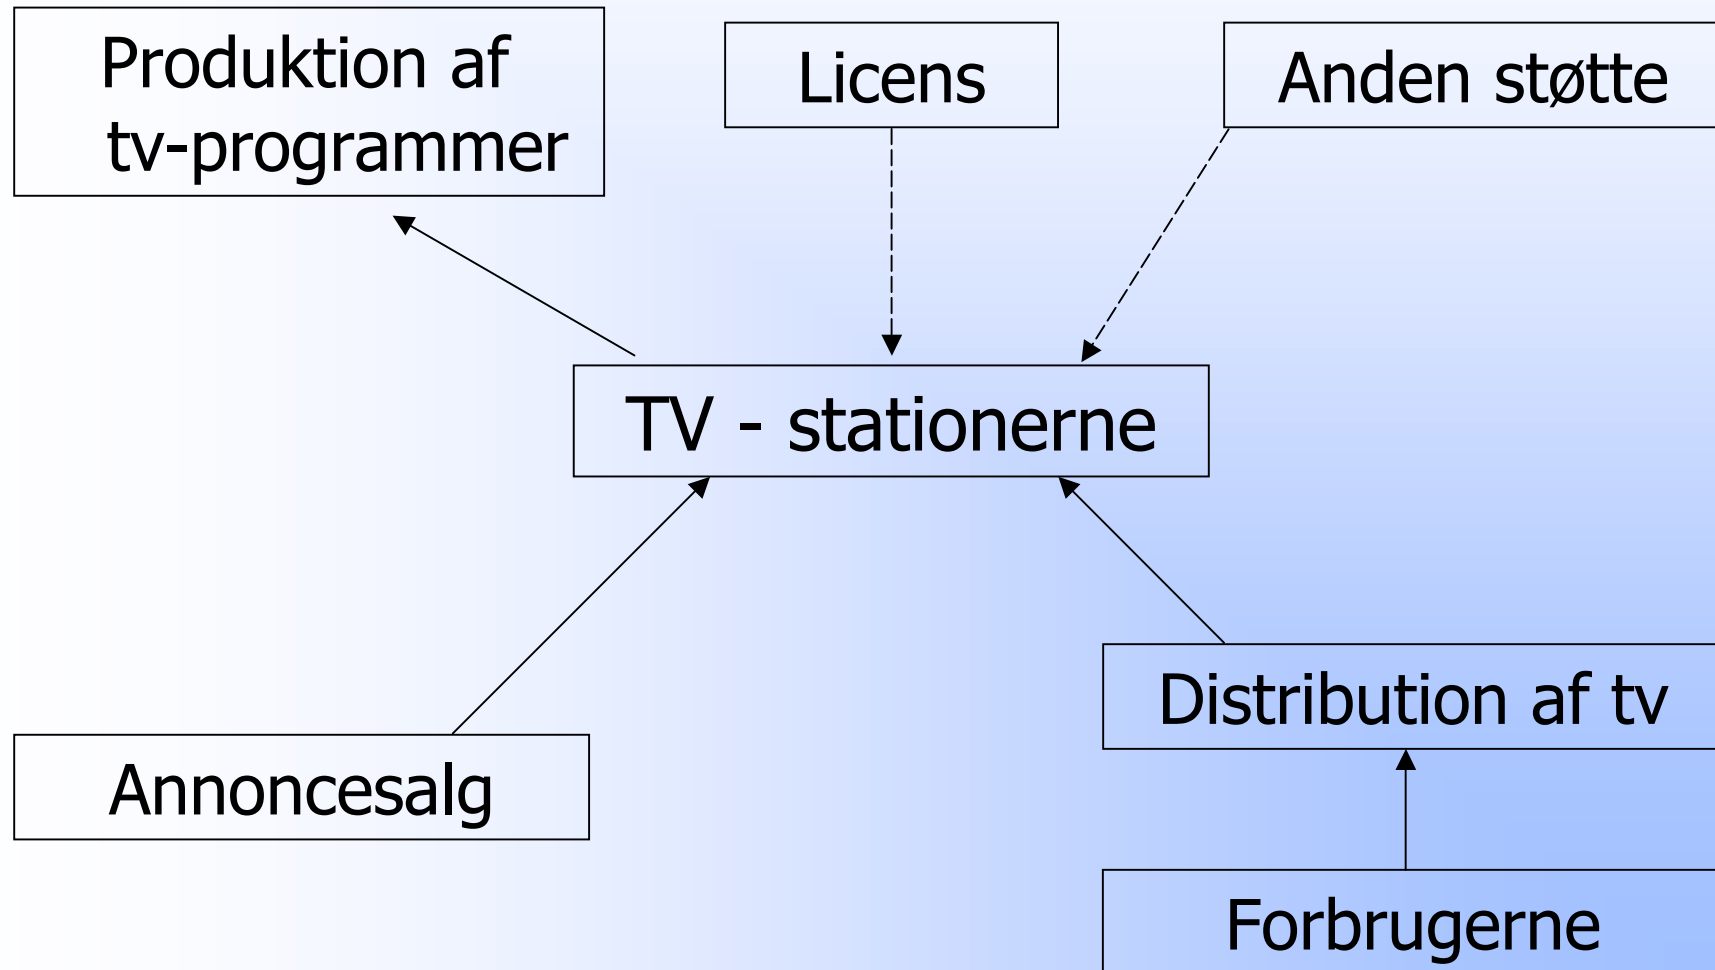 Produktion af
tv-programmer
Licens
Anden støtte
TV - stationerne
Distribution af tv
Annoncesalg
Forbrugerne